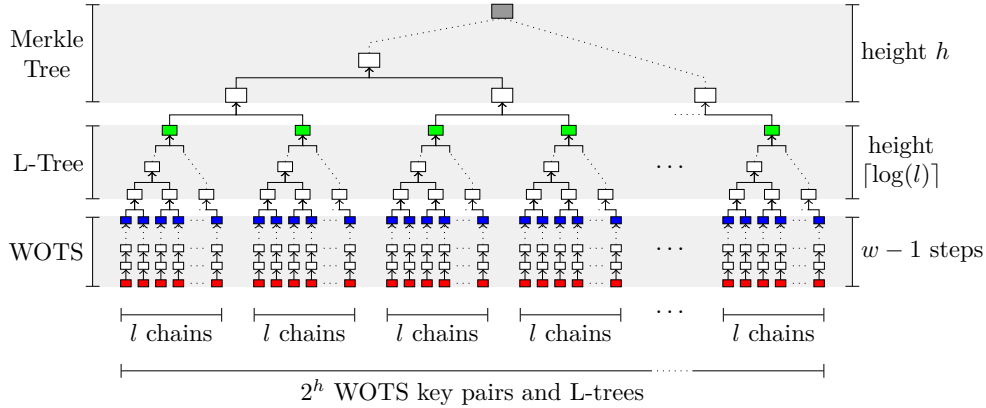 Merkle
Tree
height h
L-Tree
height
⌈log(l)⌉
. . .
WOTS
w − 1 steps
. . .
l chains
l chains
l chains
l chains
. . .
l chains
2^h WOTS key pairs and L-trees